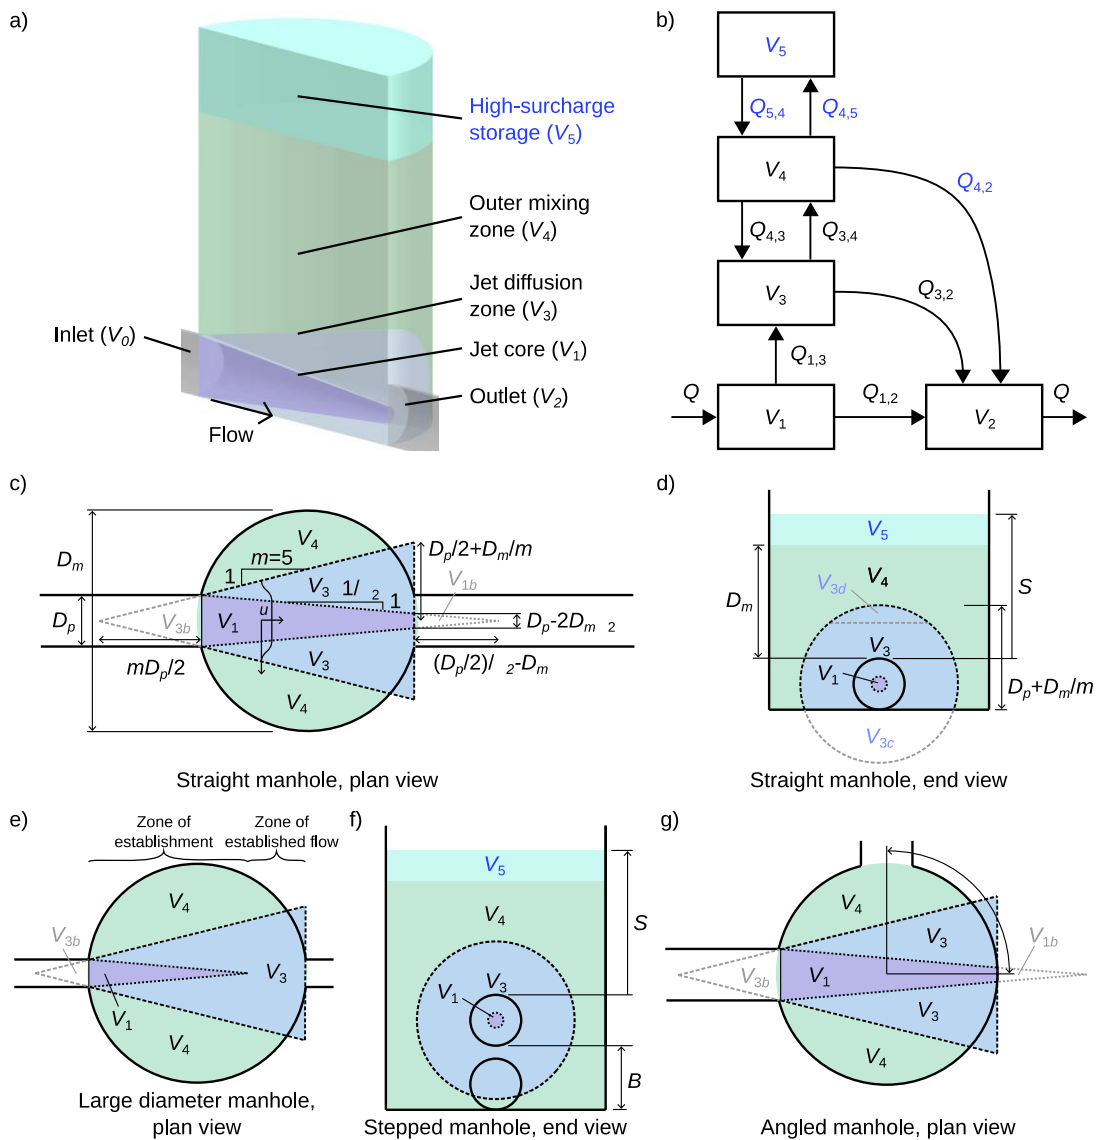 a)
High-surcharge
storage (V5)
Outer mixing
zone (V4)
Jet diffusion
zone (V3)
Inlet (V0)
Jet core (V1)
Outlet (V2)
Flow
b)
V5
Q5,4
Q4,5
V4
Q4,2
Q4,3
Q3,4
V3
Q3,2
Q1,3
Q
V1
Q1,2
V2
Q
c)
Dm
V4
Dp/2+Dm/m
m=5
1
V3
1/ 2
1
V1b
Dp
V3b
V1
u
Dp-2Dm 2
mDp/2
V3
(Dp/2)/ 2-Dm
V4
Straight manhole, plan view
d)
V5
V4
Dm
V3d
S
V3
V1
Dp+Dm/m
V3c
Straight manhole, end view
e)
Zone of
establishment
Zone of
established flow
V4
V3b
V3
V1
V4
Large diameter manhole,
plan view
f)
V5
V4
S
V3
V1
B
Stepped manhole, end view
g)
V4
V3
V1b
V3b
V1
V3
V4
Angled manhole, plan view